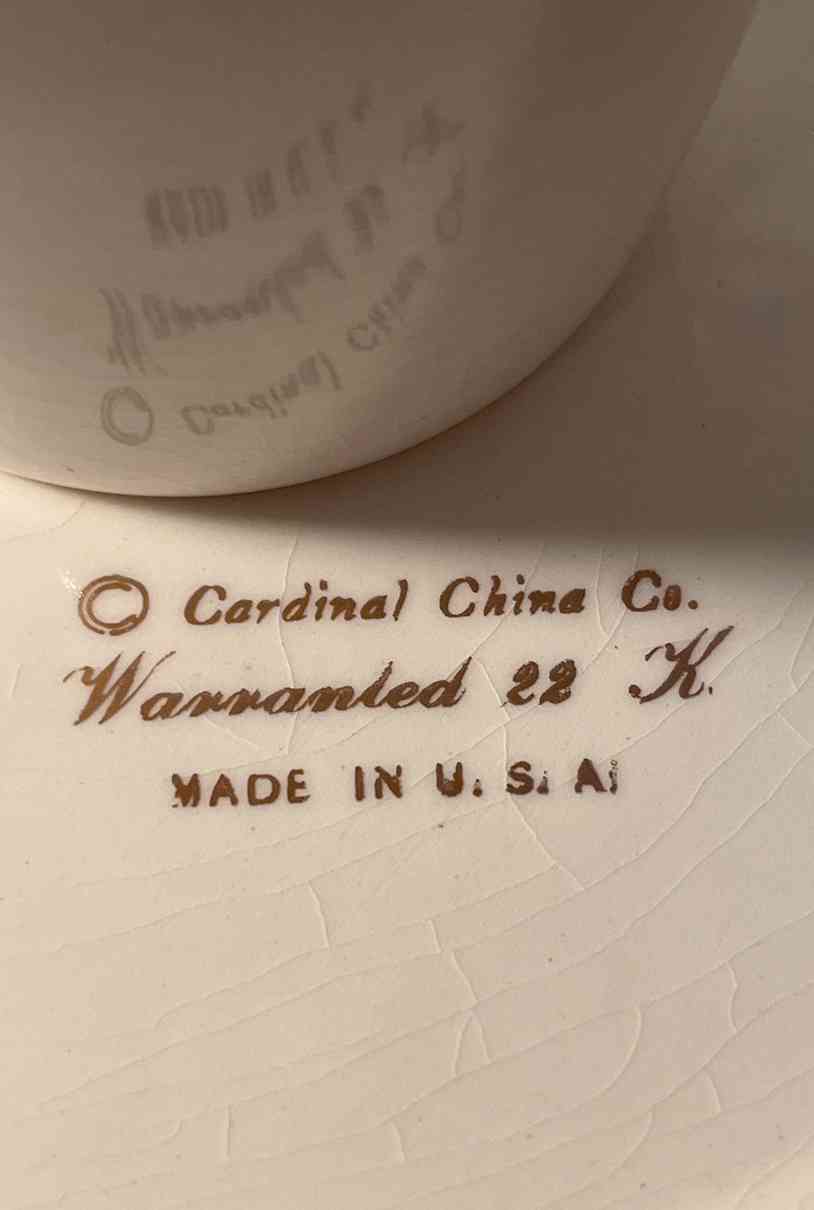 © Cardinal China Co.
Warranted 22 K.
MADE IN U. S. A.